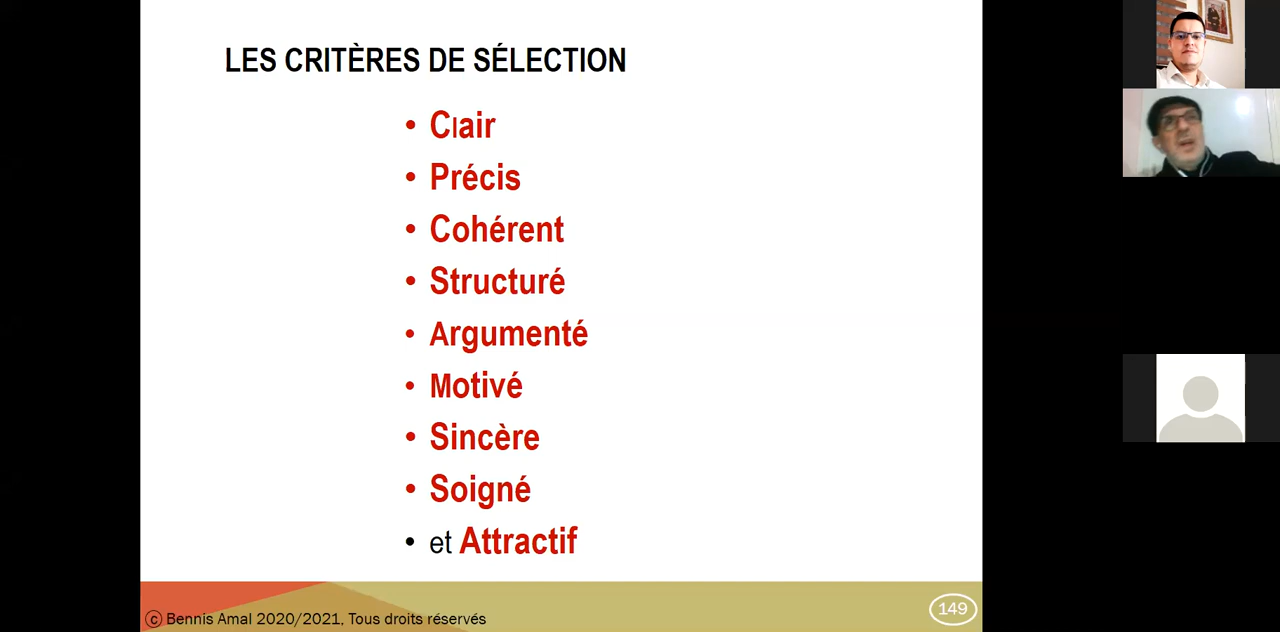 LES CRITÈRES DE SÉLECTION
• Clair
• Précis
• Cohérent
• Structuré
• Argumenté
• Motivé
• Sincère
• Soigné
• et Attractif
© Bennis Amal 2020/2021, Tous droits réservés
149